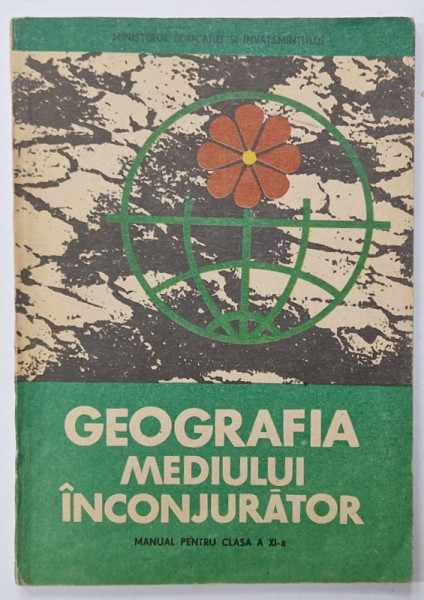 MINISTERUL EDUCAȚIEI ȘI ÎNVĂȚĂMÎNTULUI
GEOGRAFIA
MEDIULUI
ÎNCONJURĂTOR
MANUAL PENTRU CLASA A XI-a